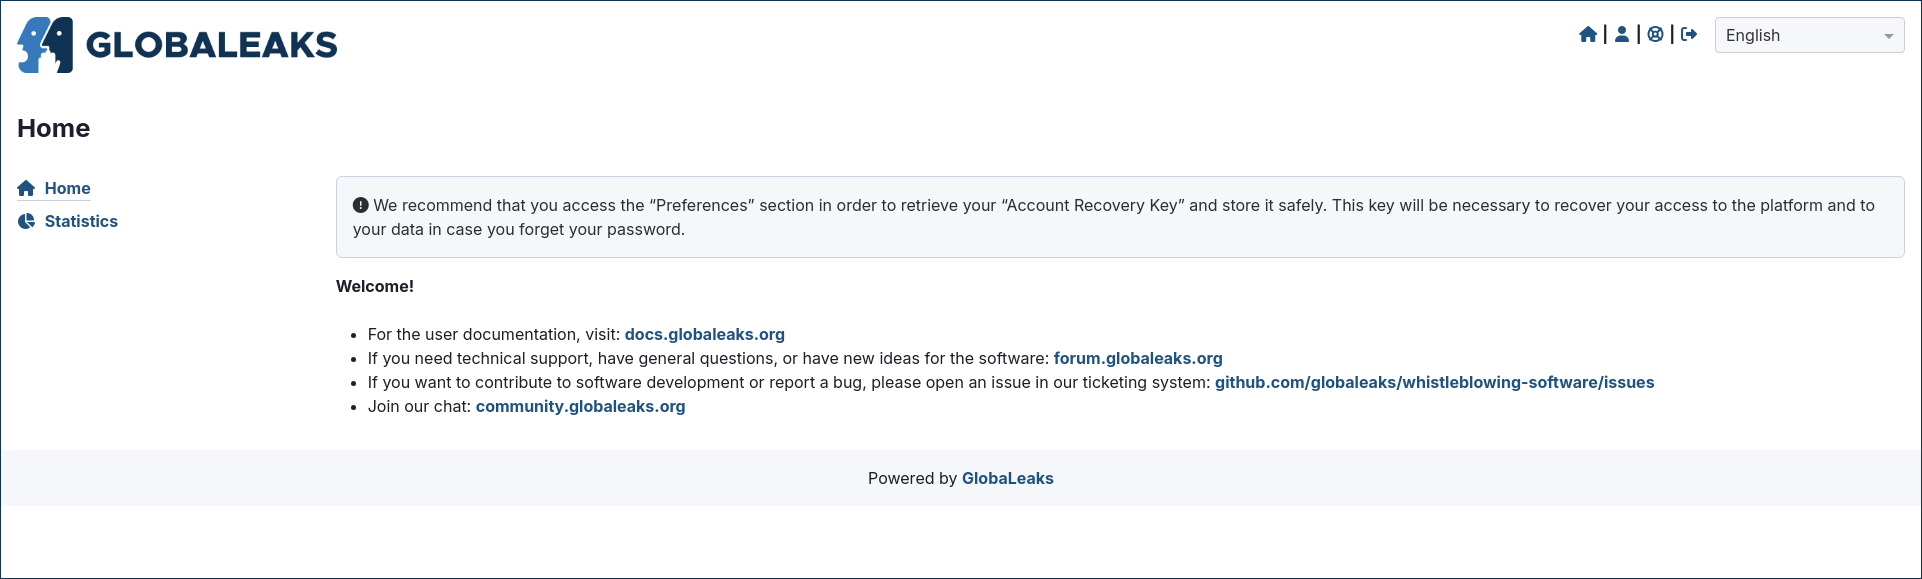 GLOBALEAKS
English
Home
Home
Statistics
We recommend that you access the “Preferences” section in order to retrieve your “Account Recovery Key” and store it safely. This key will be necessary to recover your access to the platform and to
your data in case you forget your password.
Welcome!
For the user documentation, visit: docs.globaleaks.org
If you need technical support, have general questions, or have new ideas for the software: forum.globaleaks.org
If you want to contribute to software development or report a bug, please open an issue in our ticketing system: github.com/globaleaks/whistleblowing-software/issues
Join our chat: community.globaleaks.org
Powered by GlobaLeaks